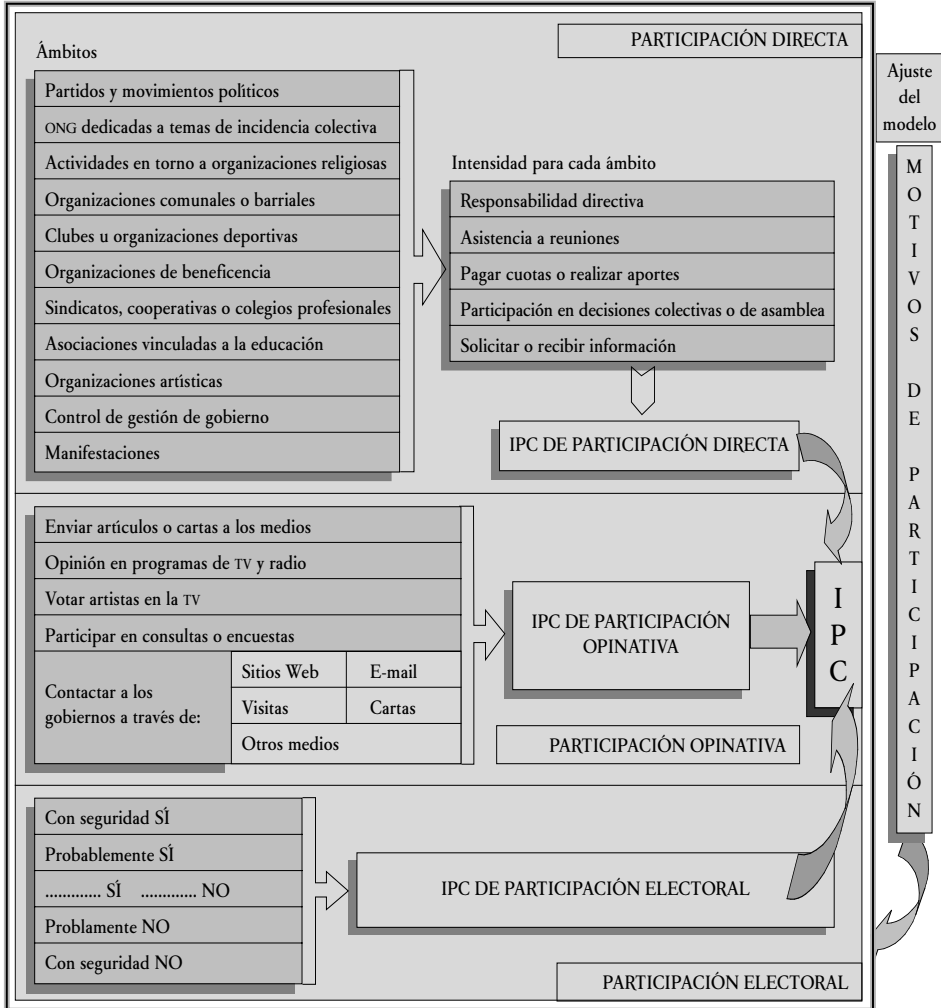 PARTICIPACIÓN DIRECTA
Ámbitos
Partidos y movimientos políticos
ONG dedicadas a temas de incidencia colectiva
Actividades en torno a organizaciones religiosas
Organizaciones comunales o barriales
Clubes u organizaciones deportivas
Organizaciones de beneficencia
Sindicatos, cooperativas o colegios profesionales
Asociaciones vinculadas a la educación
Organizaciones artísticas
Control de gestión de gobierno
Manifestaciones
Intensidad para cada ámbito
Responsabilidad directiva
Asistencia a reuniones
Pagar cuotas o realizar aportes
Participación en decisiones colectivas o de asamblea
Solicitar o recibir información
IPC DE PARTICIPACIÓN DIRECTA
Enviar artículos o cartas a los medios
Opinión en programas de TV y radio
Votar artistas en la TV
Participar en consultas o encuestas
Contactar a los
gobiernos a través de:
Sitios Web E-mail
Visitas Cartas
Otros medios
IPC DE PARTICIPACIÓN
OPINATIVA
PARTICIPACIÓN OPINATIVA
IPC
Con seguridad SÍ
Probablemente SÍ
............. SÍ ............. NO
Problamente NO
Con seguridad NO
IPC DE PARTICIPACIÓN ELECTORAL
PARTICIPACIÓN ELECTORAL
Ajuste
del
modelo
MOTIVOS DE PARTICIPACIÓN